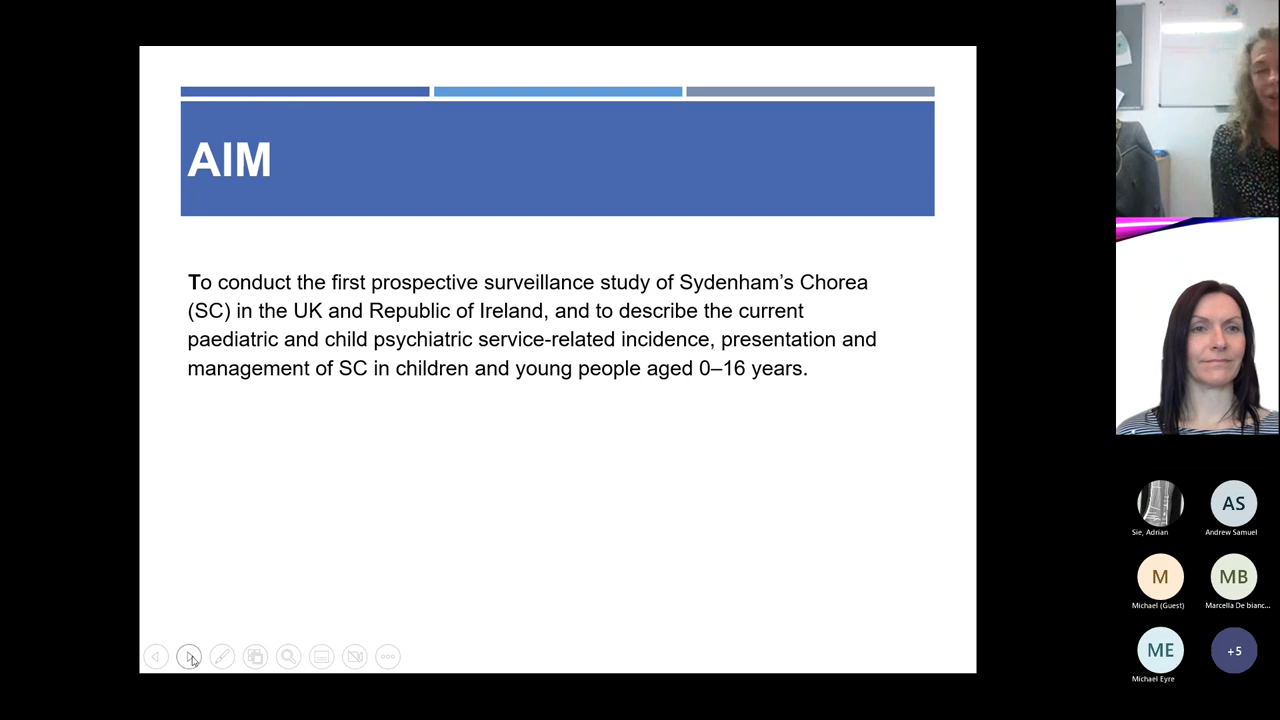 AIM
To conduct the first prospective surveillance study of Sydenham’s Chorea
(SC) in the UK and Republic of Ireland, and to describe the current
paediatric and child psychiatric service-related incidence, presentation and
management of SC in children and young people aged 0–16 years.
AS
Sie, Adrian
Andrew Samuel
M
MB
Michael (Guest)
Marcella De bianc...
ME
+5
Michael Eyre